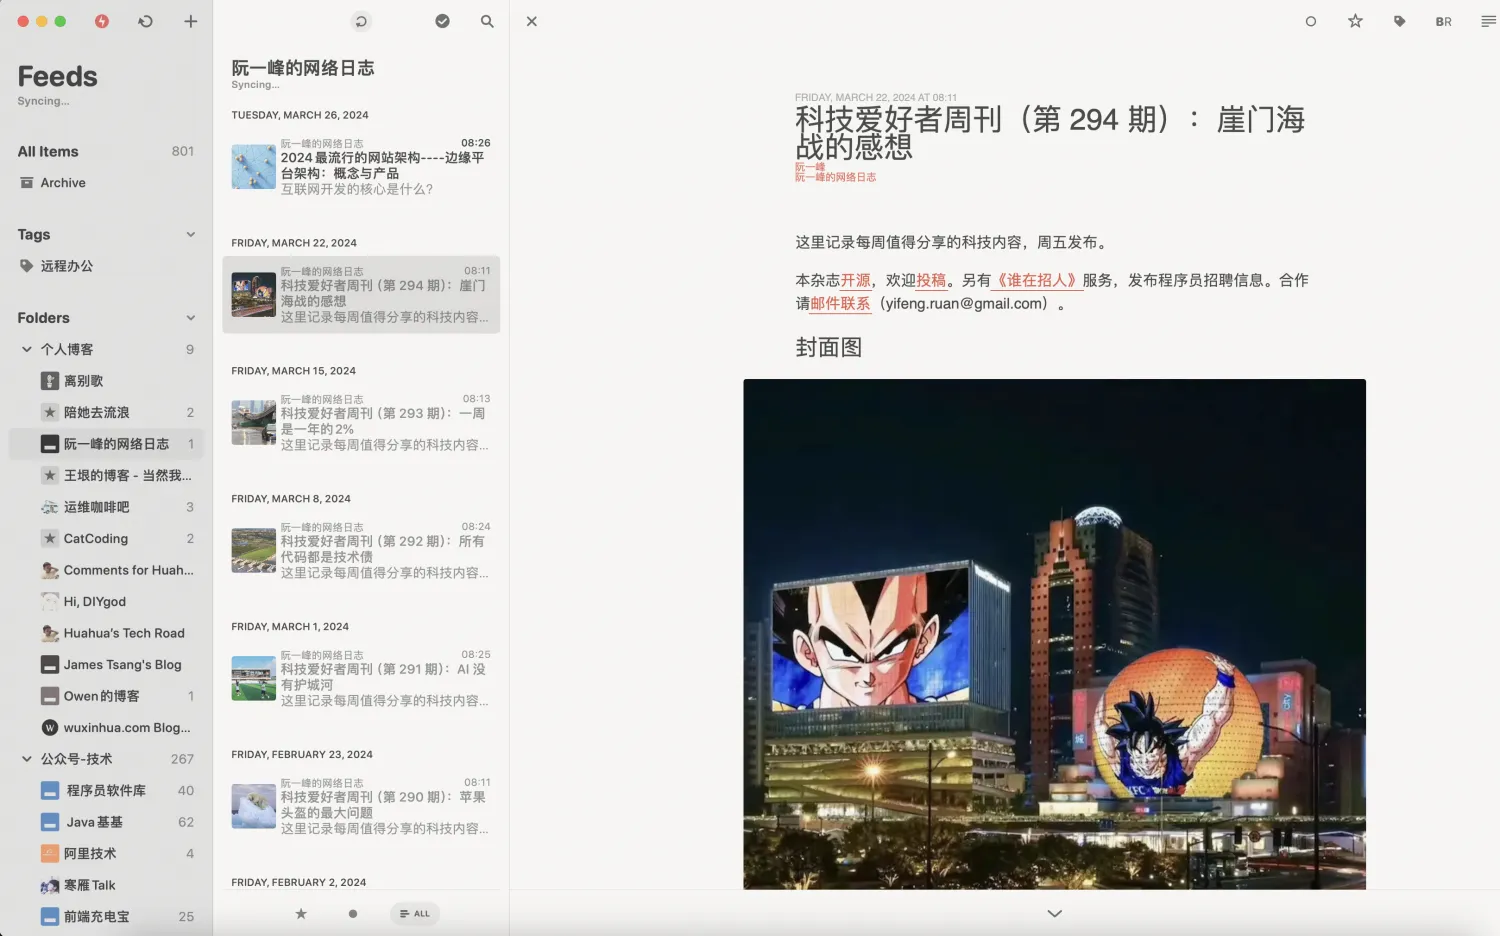 Feeds
Syncing...
All Items 801
Archive
Tags
远程办公
Folders
个人博客 9
离别歌
陪她去流浪 2
阮一峰的网络日志 1
王垠的博客 - 当然我...
运维咖啡吧 3
CatCoding 2
Comments for Huah...
Hi, DIYgod
Huahua's Tech Road
James Tsang's Blog
Owen的博客 1
wuxinhua.com Blog...
公众号-技术 267
程序员软件库 40
Java基基 62
阿里技术 4
寒雁Talk
前端充电宝 25
阮一峰的网络日志
Syncing...
TUESDAY, MARCH 26, 2024
阮一峰的网络日志 08:26
2024最流行的网站架构----边缘平
台架构：概念与产品
互联网开发的核心是什么？
FRIDAY, MARCH 22, 2024
阮一峰的网络日志 08:11
科技爱好者周刊（第 294 期）：崖门
海战的感想
这里记录每周值得分享的科技内容...
FRIDAY, MARCH 15, 2024
阮一峰的网络日志 08:13
科技爱好者周刊（第 293 期）：一周
是一年的2%
这里记录每周值得分享的科技内容...
FRIDAY, MARCH 8, 2024
阮一峰的网络日志 08:24
科技爱好者周刊（第 292 期）：所有
代码都是技术债
这里记录每周值得分享的科技内容...
FRIDAY, MARCH 1, 2024
阮一峰的网络日志 08:25
科技爱好者周刊（第 291 期）：AI 没
有护城河
这里记录每周值得分享的科技内容...
FRIDAY, FEBRUARY 23, 2024
阮一峰的网络日志 08:11
科技爱好者周刊（第 290 期）：苹果
头盔的最大问题
这里记录每周值得分享的科技内容...
FRIDAY, FEBRUARY 2, 2024
ALL
BR
FRIDAY, MARCH 22, 2024 AT 08:11
科技爱好者周刊（第 294 期）：崖门海
战的感想
阮一峰
阮一峰的网络日志
这里记录每周值得分享的科技内容，周五发布。
本杂志开源，欢迎投稿。另有《谁在招人》服务，发布程序员招聘信息。合作
请邮件联系（yifeng.ruan@gmail.com）。
封面图